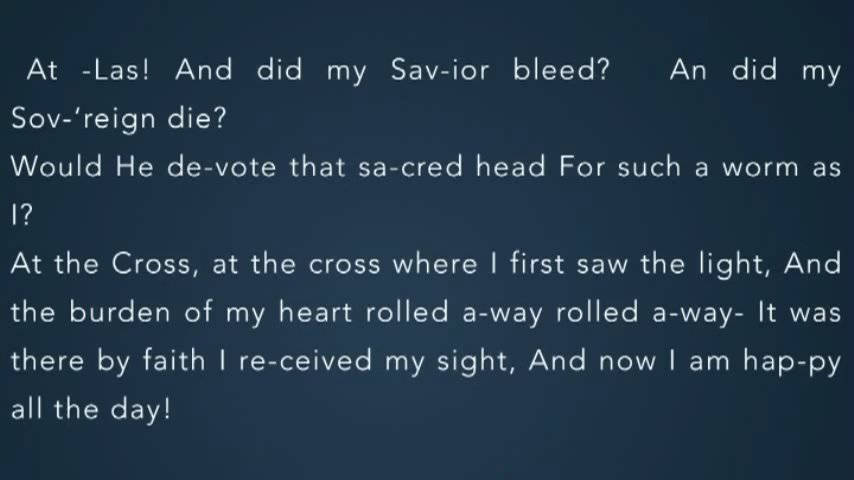 At -Las! And did my Sav-ior bleed? An did my
Sov-‘reign die?
Would He de-vote that sa-cred head For such a worm as
I?
At the Cross, at the cross where I first saw the light, And
the burden of my heart rolled a-way rolled a-way- It was
there by faith I re-ceived my sight, And now I am hap-py
all the day!